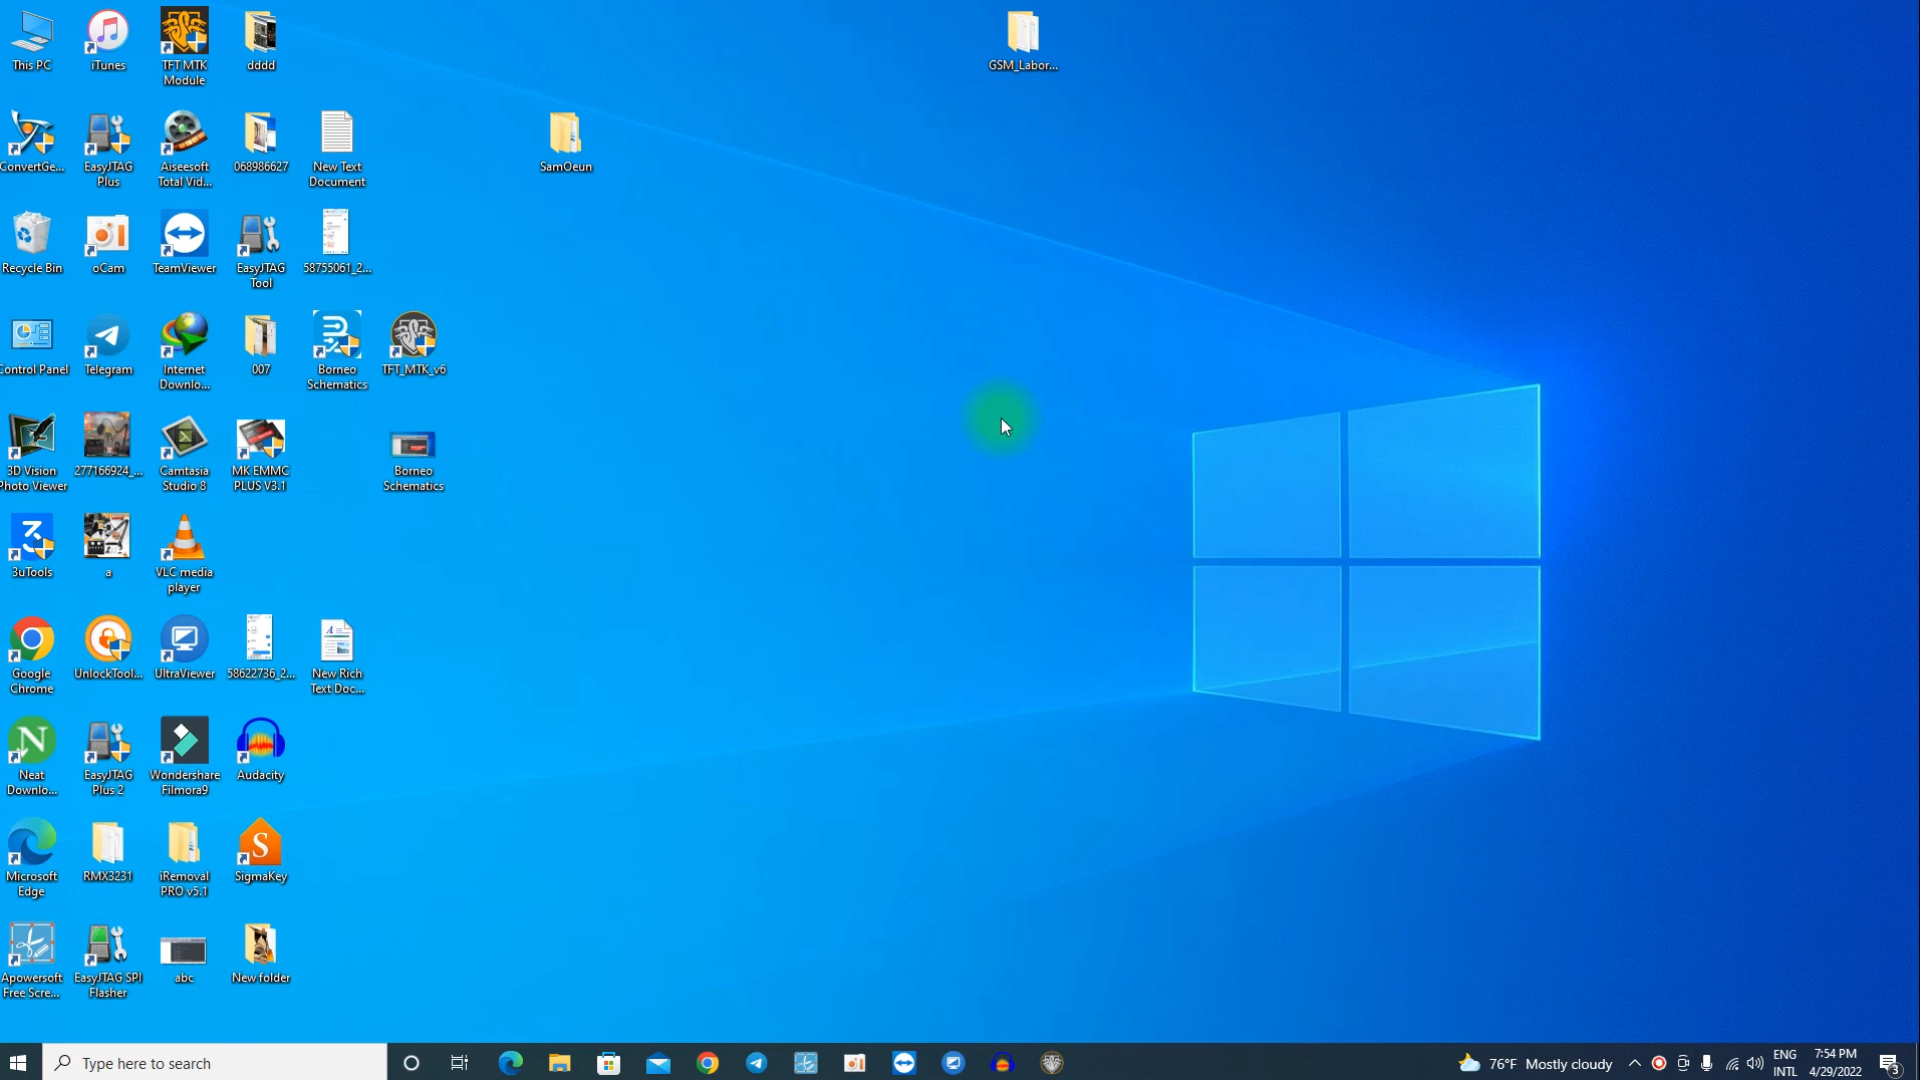 This PC
iTunes
TFT MTK
Module
dddd
GSM_Labor...
ConvertGe...
EasyJTAG
Plus
Aiseesoft
Total Vid...
068986627
New Text
Document
SamOeun
Recycle Bin
oCam
TeamViewer
EasyJTAG
Tool
58755061_2...
Control Panel
Telegram
Internet
Downlo...
007
Borneo
Schematics
TFT_MTK_v6
3D Vision
Photo Viewer
277166924_...
Camtasia
Studio 8
MK EMMC
PLUS V3.1
Borneo
Schematics
3uTools
a
VLC media
player
Google
Chrome
UnlockTool...
UltraViewer
58622736_2...
New Rich
Text Doc...
Neat
Downlo...
EasyJTAG
Plus 2
Wondershare
Filmora9
Audacity
Microsoft
Edge
RMX3231
iRemoval
PRO v5.1
SigmaKey
Apowersoft
Free Scre...
EasyJTAG SPI
Flasher
abc
New folder
Type here to search
76°F Mostly cloudy
ENG
INTL
7:54 PM
4/29/2022
3